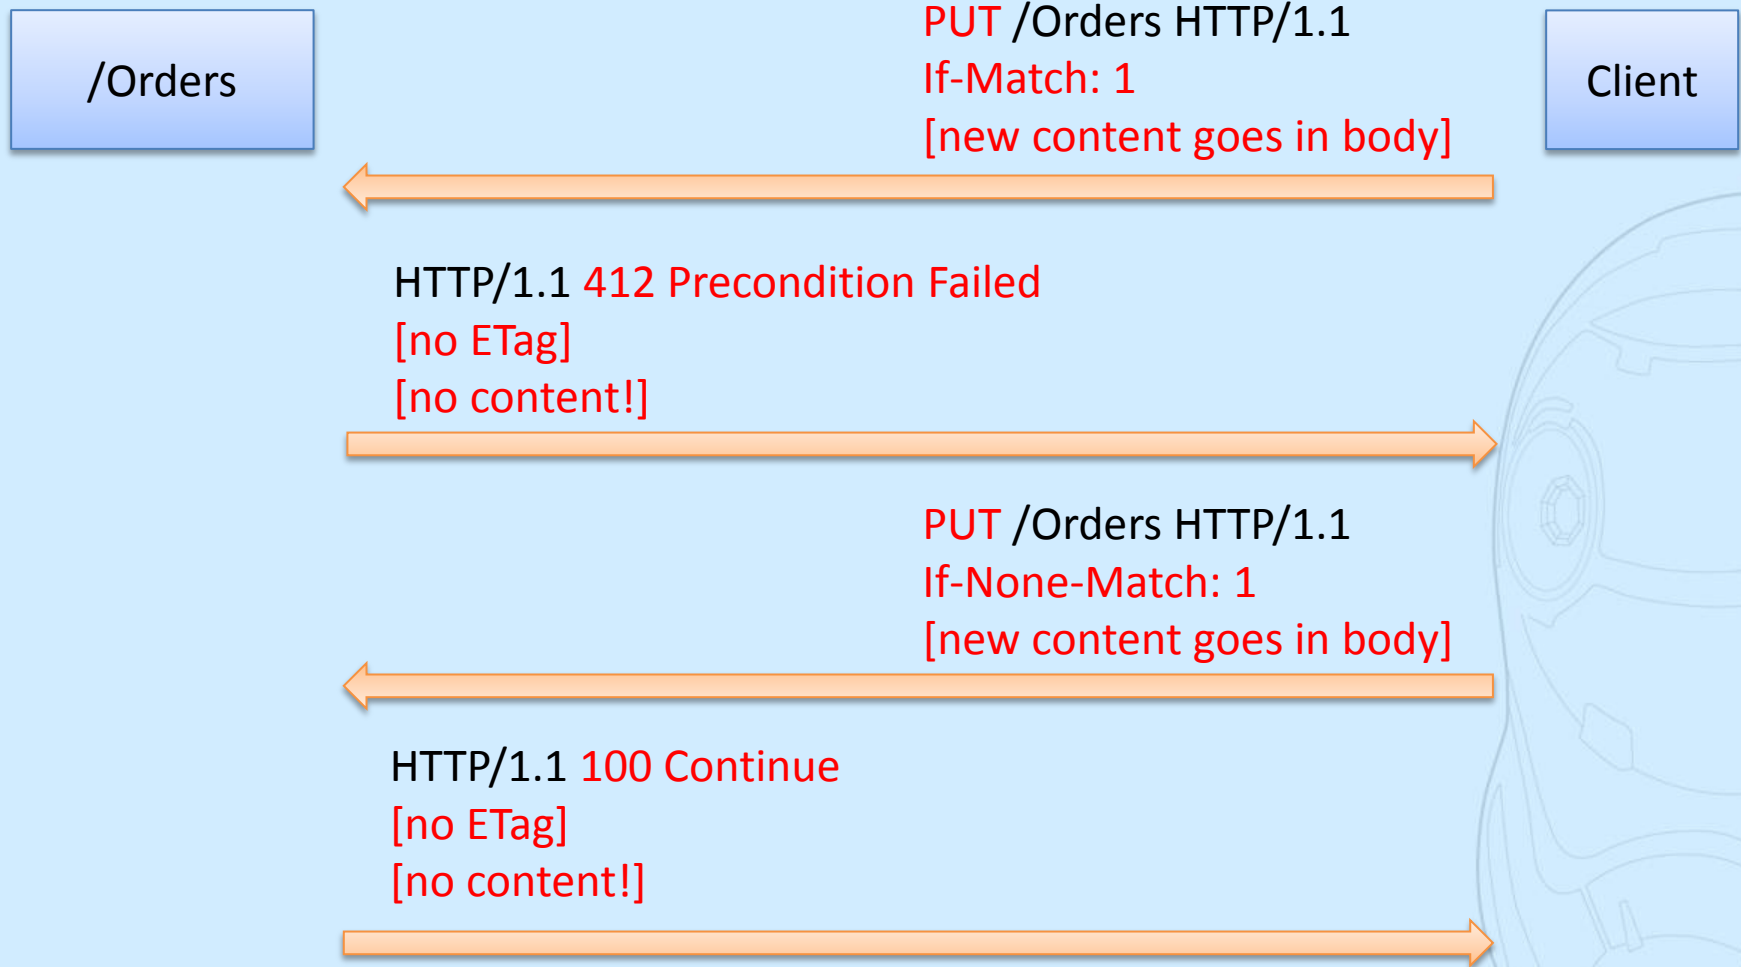 /Orders
PUT /Orders HTTP/1.1
If-Match: 1
[new content goes in body]
Client
HTTP/1.1 412 Precondition Failed
[no ETag]
[no content!]
PUT /Orders HTTP/1.1
If-None-Match: 1
[new content goes in body]
HTTP/1.1 100 Continue
[no ETag]
[no content!]